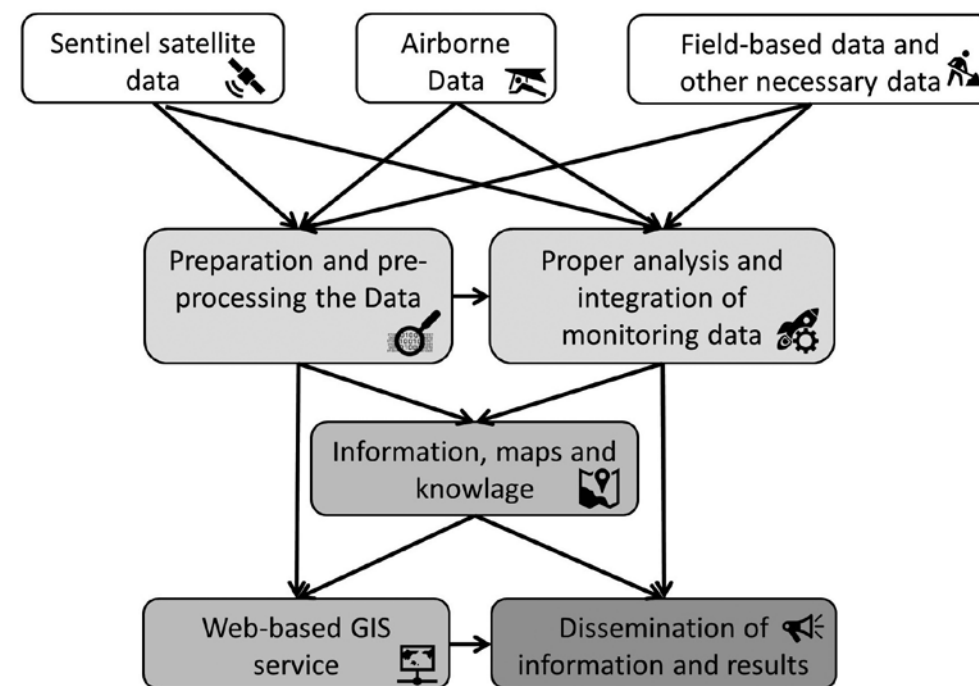 Sentinel satellite
data
Airborne
Data
Field-based data and
other necessary data
Preparation and pre-
processing the Data
Proper analysis and
integration of
monitoring data
Information, maps and
knowlage
Web-based GIS
service
Dissemination of
information and results